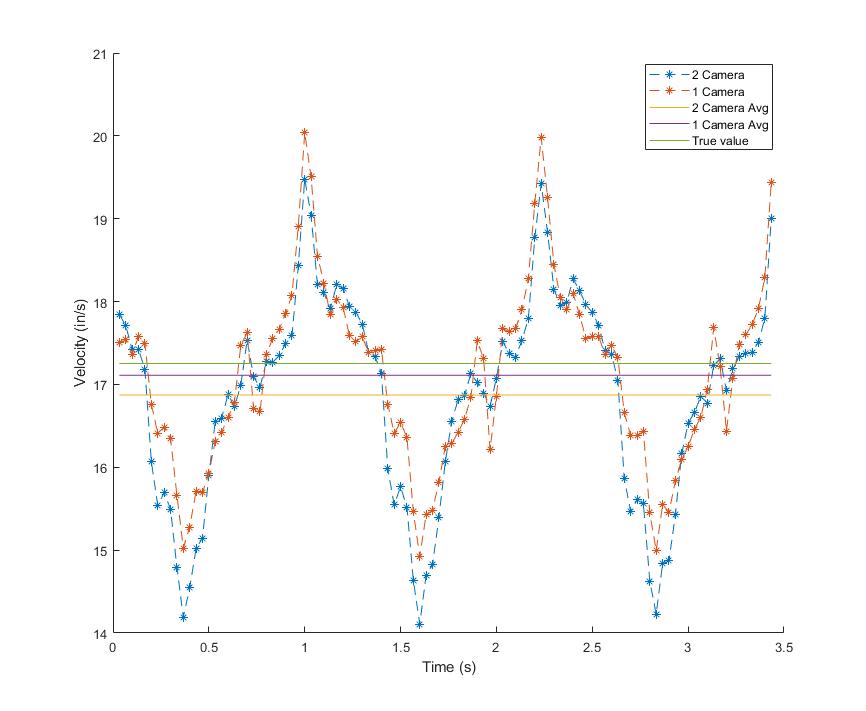 21
20
19
18
17
16
15
14
Velocity (in/s)
2 Camera
1 Camera
2 Camera Avg
1 Camera Avg
True value
0
0.5
1
1.5
2
2.5
3
3.5
Time (s)